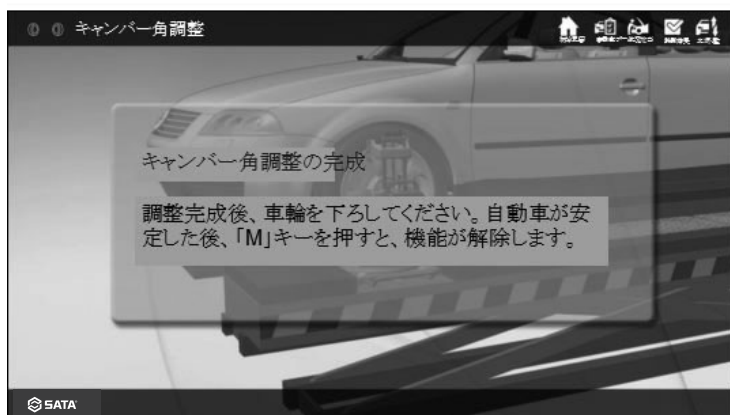 キャンバー角調整
キャンバー角調整の完成
調整完成後、車輪を下ろしてください。自動車が安
定した後、「M」キーを押すと、機能が解除します。
SATA